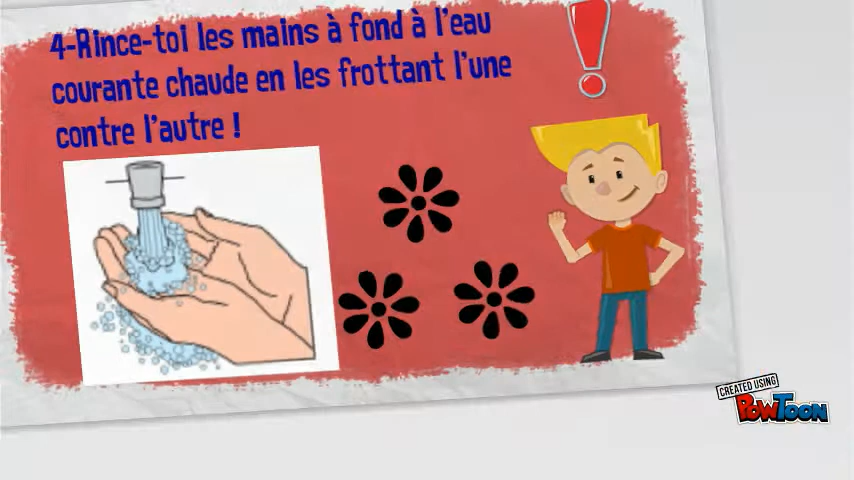 4-Rince-toi les mains à fond à l'eau
courante chaude en les frottant l'une
contre l'autre !
CREATED USING
POWTOON